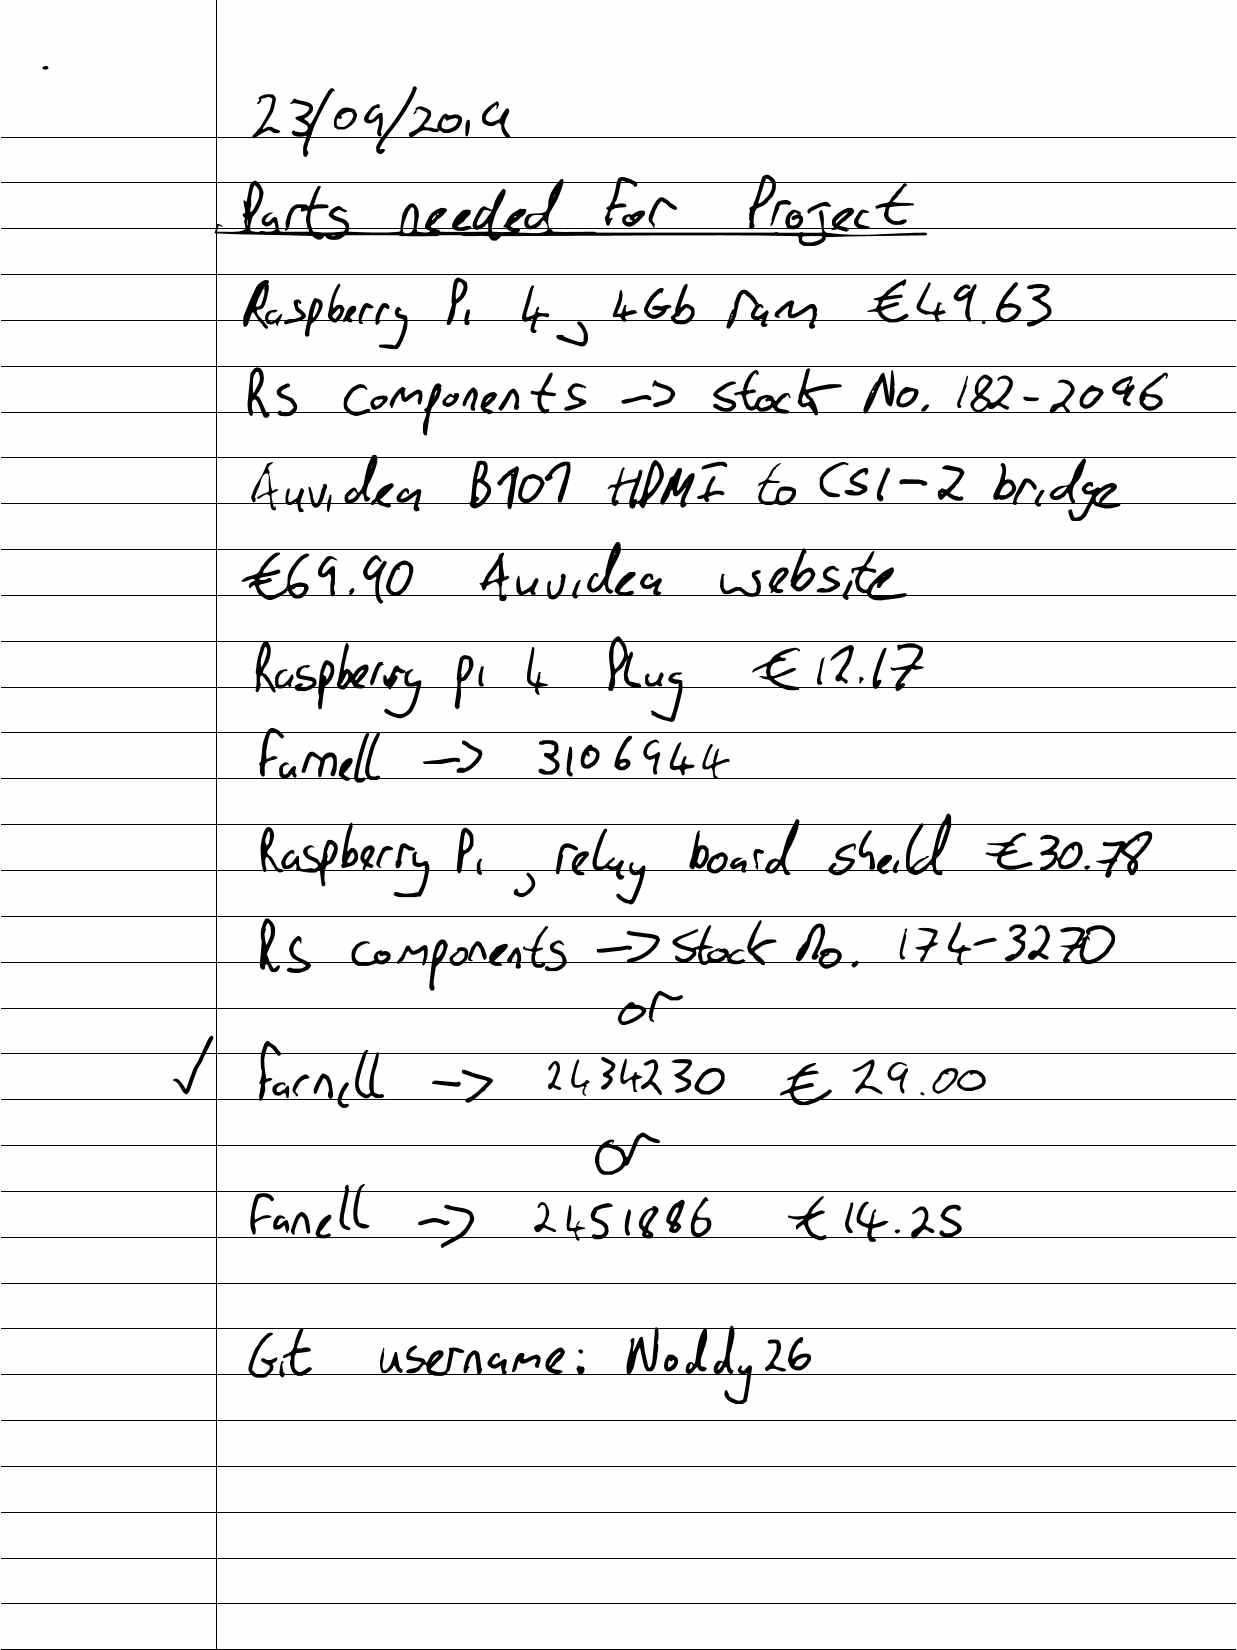 23/09/2019
Parts needed for Project
Raspberry Pi 4, 4Gb ram €49.63
RS components -> stock No. 182-2096
Auvidea B101 HDMI to CSI-2 bridge
€69.90 Auvidea website
Raspberry pi 4 Plug €12.17
Farnell -> 3106944
Raspberry Pi, relay board sheild €30.78
RS components -> Stock No. 174-3270
or
✓ Farnell -> 2434230 € 29.00
or
Fanell -> 2451886 €14.25
Git username: Noddy26